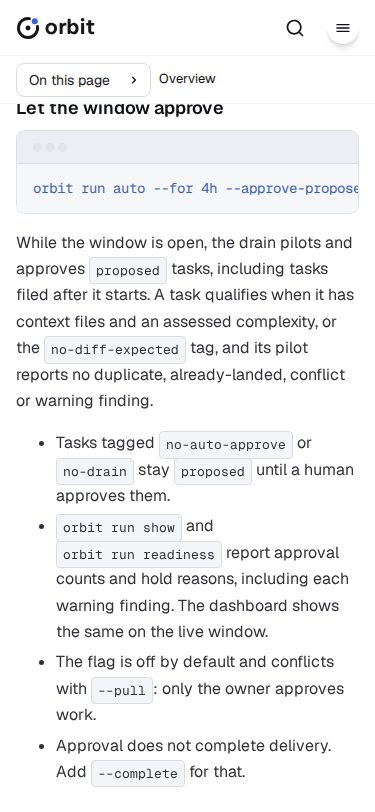 orbit
On this page
Overview
Let the window approve
orbit run auto --for 4h --approve-propose
While the window is open, the drain pilots and
approves proposed tasks, including tasks
filed after it starts. A task qualifies when it has
context files and an assessed complexity, or
the no-diff-expected tag, and its pilot
reports no duplicate, already-landed, conflict
or warning finding.
Tasks tagged no-auto-approve or
no-drain stay proposed until a human
approves them.
orbit run show and
orbit run readiness report approval
counts and hold reasons, including each
warning finding. The dashboard shows
the same on the live window.
The flag is off by default and conflicts
with --pull: only the owner approves
work.
Approval does not complete delivery.
Add --complete for that.